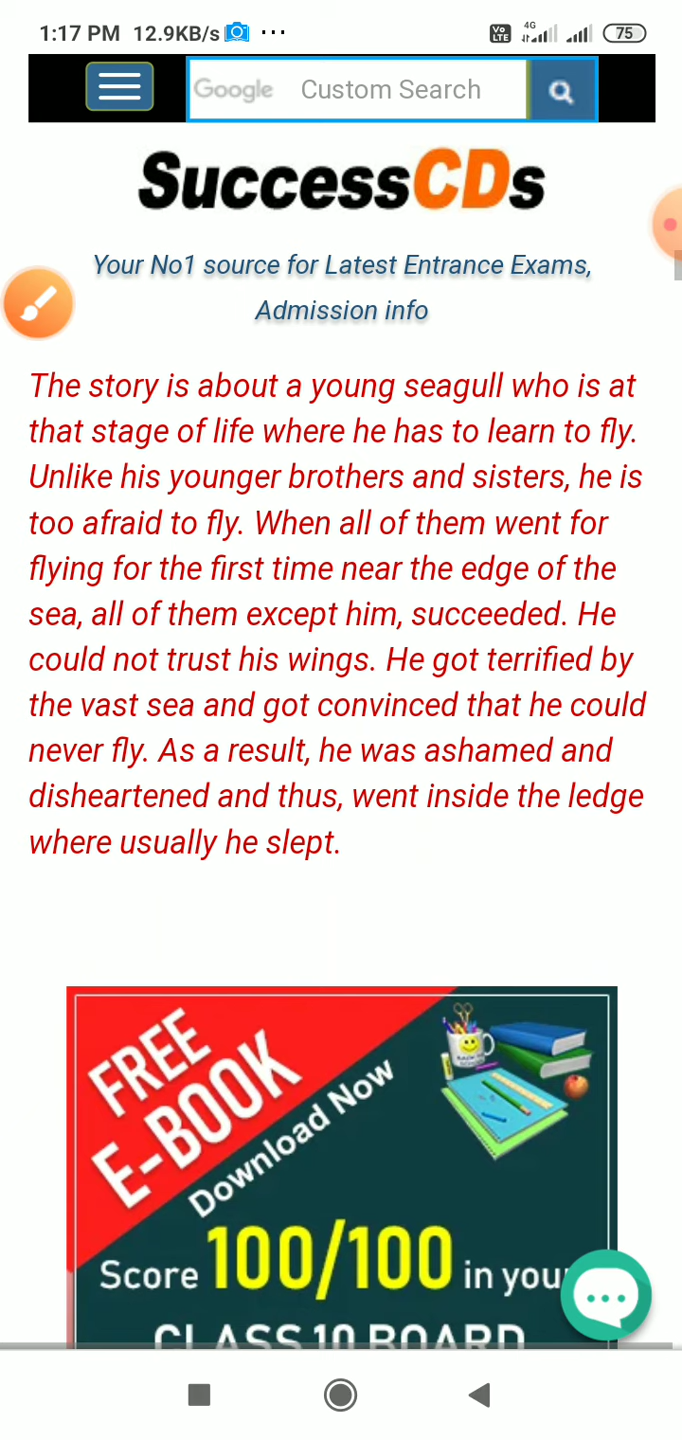 1:17 PM 12.9KB/s ...
Vo LTE 4G 75
Google Custom Search
SuccessCDs
Your No1 source for Latest Entrance Exams,
Admission info
The story is about a young seagull who is at
that stage of life where he has to learn to fly.
Unlike his younger brothers and sisters, he is
too afraid to fly. When all of them went for
flying for the first time near the edge of the
sea, all of them except him, succeeded. He
could not trust his wings. He got terrified by
the vast sea and got convinced that he could
never fly. As a result, he was ashamed and
disheartened and thus, went inside the ledge
where usually he slept.
FREE
E-BOOK
Download Now
Score 100/100 in you
CLASS 10 BOARD